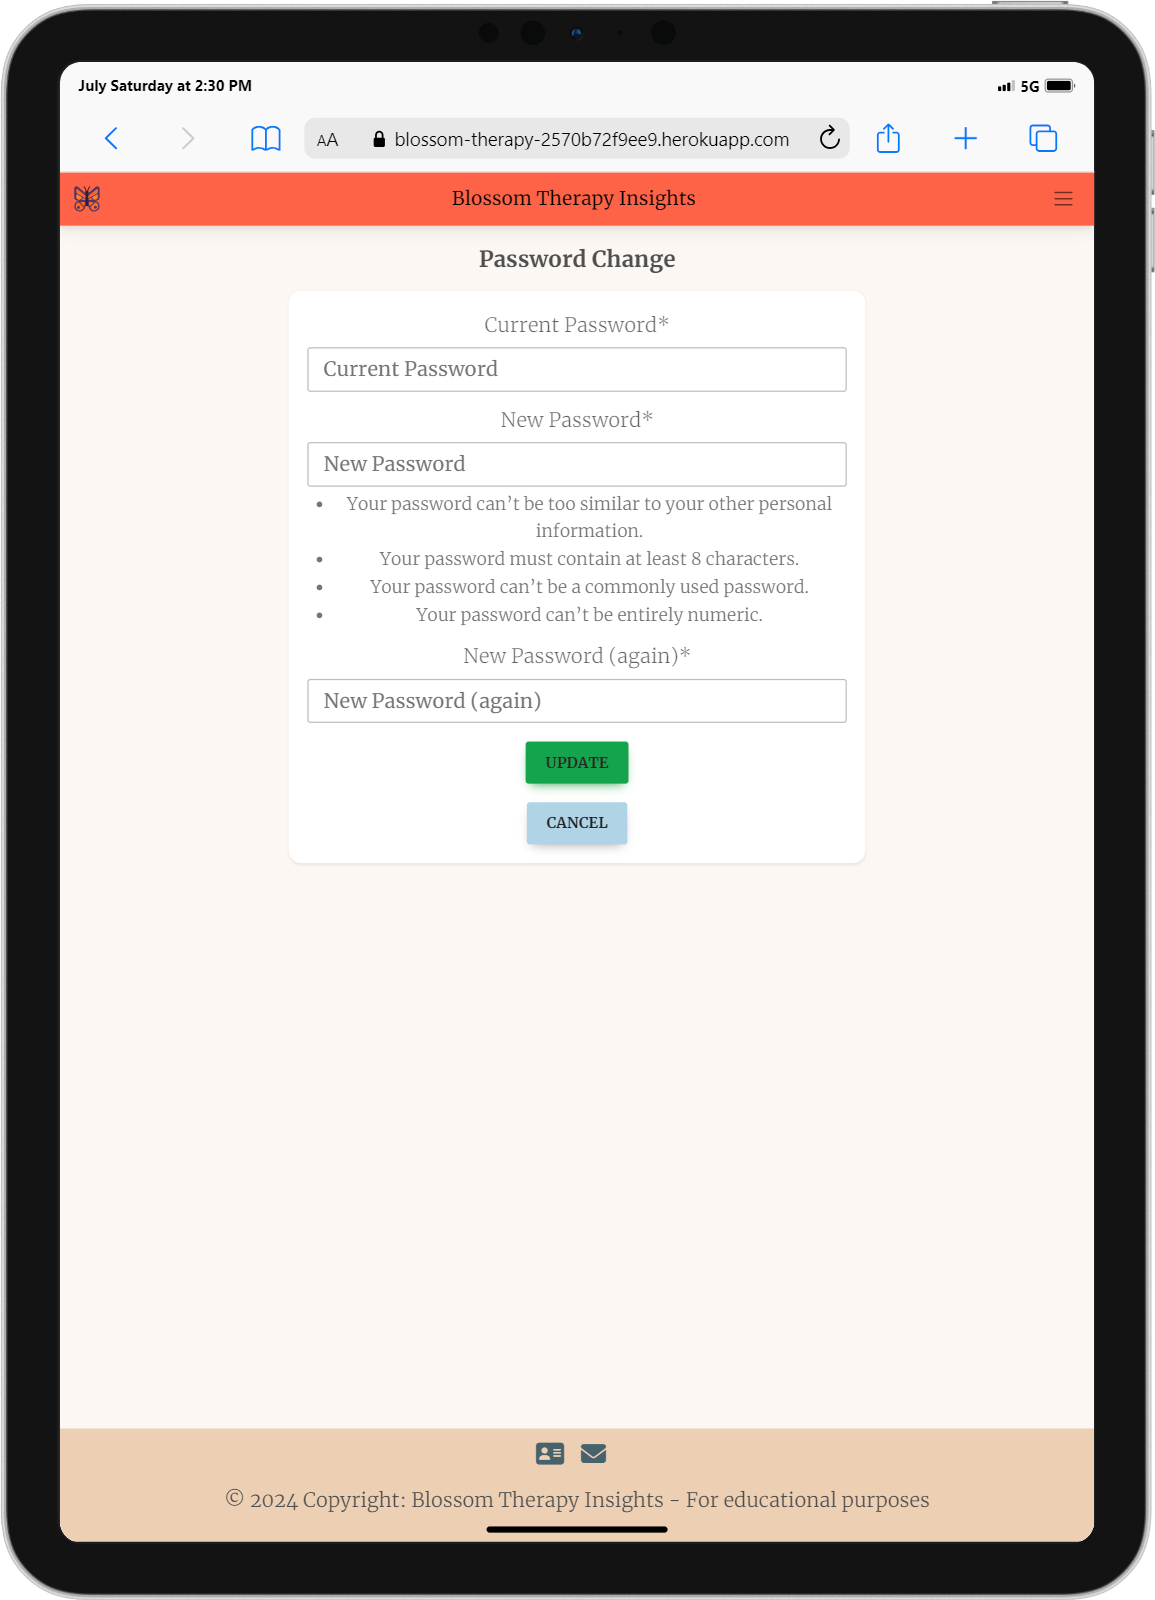 July Saturday at 2:30 PM
5G
AA
blossom-therapy-2570b72f9ee9.herokuapp.com
Blossom Therapy Insights
Password Change
Current Password*
Current Password
New Password*
New Password
• Your password can’t be too similar to your other personal
information.
• Your password must contain at least 8 characters.
• Your password can’t be a commonly used password.
• Your password can’t be entirely numeric.
New Password (again)*
New Password (again)
UPDATE
CANCEL
© 2024 Copyright: Blossom Therapy Insights - For educational purposes